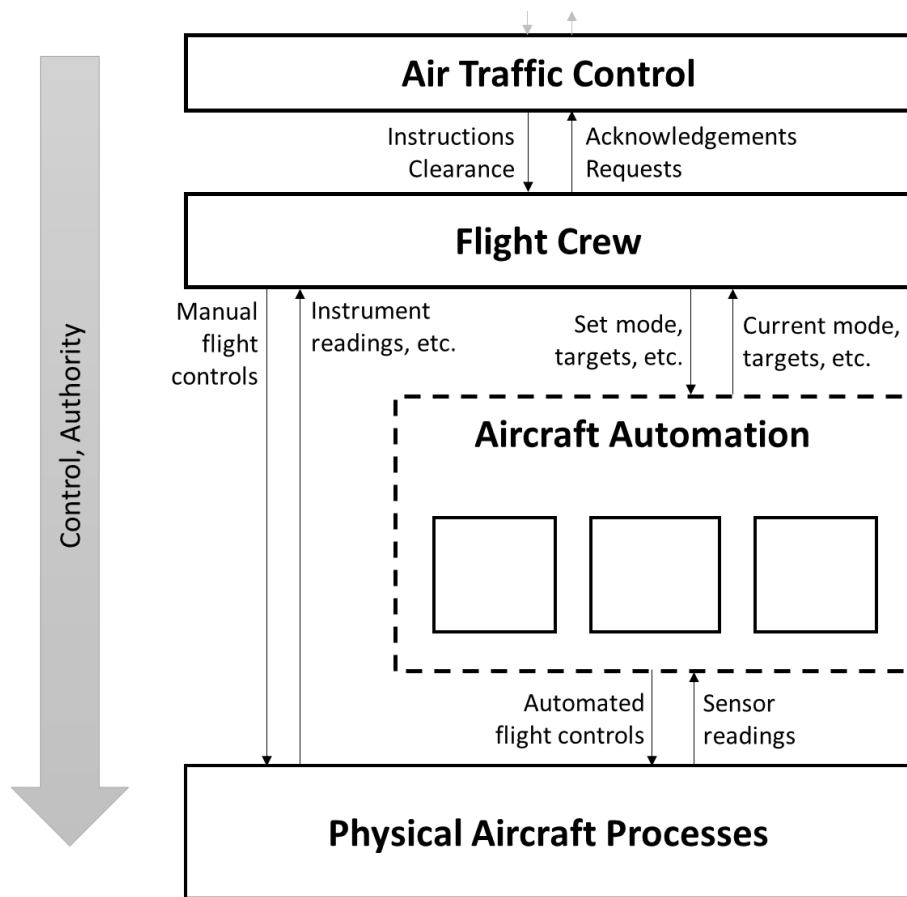 Air Traffic Control
Instructions
Clearance
Acknowledgements
Requests
Flight Crew
Manual
flight
controls
Instrument
readings, etc.
Set mode,
targets, etc.
Current mode,
targets, etc.
Control, Authority
Aircraft Automation
Automated
flight controls
Sensor
readings
Physical Aircraft Processes